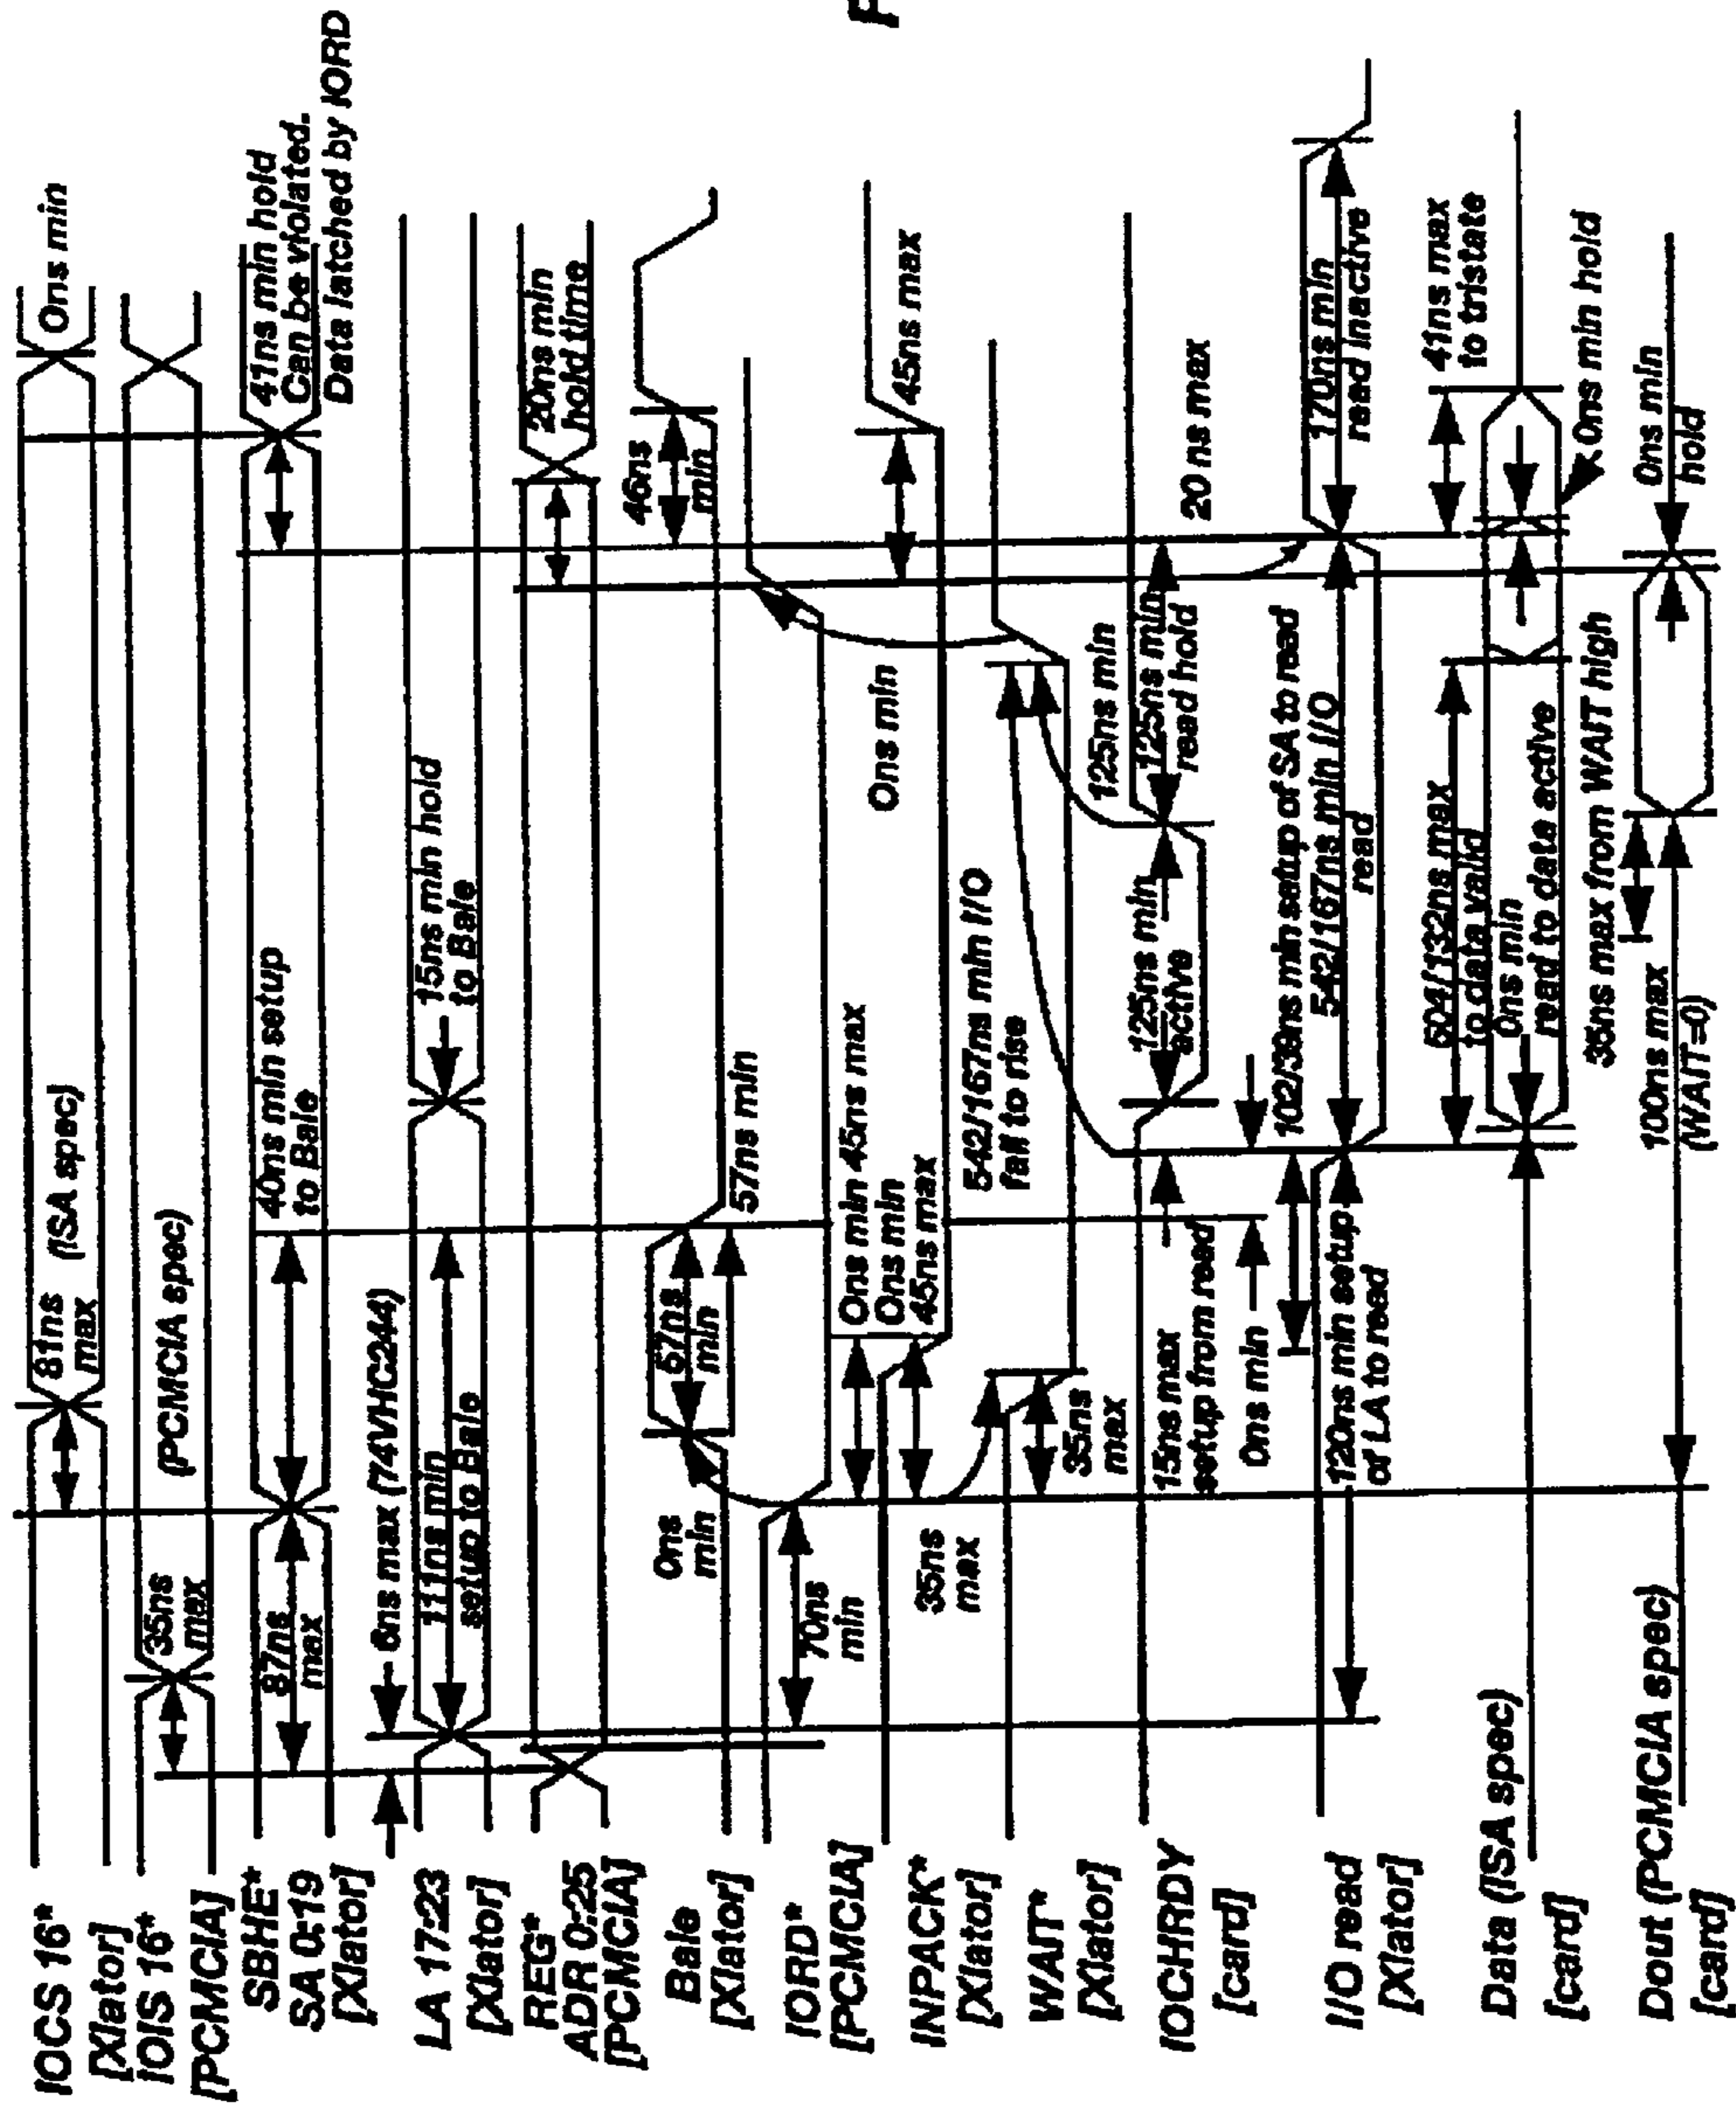 IOCS 16*
[Xlator]
81ns
max
(ISA spec)
0ns min
IOIS 16*
[PCMCIA]
35ns
max
(PCMCIA spec)
SBHE*
SA 0:19
[Xlator]
87ns
max
40ns min setup
to Bale
41ns min hold
Can be violated.
Data latched by IORD
LA 17:23
[Xlator]
6ns max (74VHC244)
111ns min
setup to Bale
15ns min hold
to Bale
REG*
ADR 0:25
[PCMCIA]
20ns min
hold time
Bale
[Xlator]
0ns
min
57ns
min
57ns min
46ns
min
IORD*
[PCMCIA]
70ns
min
0ns min 45ns max
0ns min
INPACK*
[Xlator]
35ns
max
0ns min
45ns max
45ns max
WAIT*
[Xlator]
35ns
max
542/167ns min I/O
fall to rise
125ns min
IOCHRDY
[card]
15ns max
setup from read
125ns min
active
125ns min
read hold
20 ns max
0ns min
102/39ns min setup of SA to read
I/O read
[Xlator]
120ns min setup
of LA to read
542/167ns min I/O
read
170ns min
read inactive
Data (ISA spec)
[card]
504/132ns max
to data valid
0ns min
read to data active
41ns max
to tristate
0ns min hold
Dout (PCMCIA spec)
[card]
100ns max
(WAIT=0)
35ns max from WAIT high
0ns min
hold